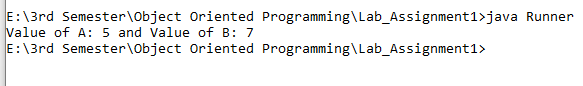 E:\3rd Semester\Object Oriented Programming\Lab_Assignment1>java Runner
Value of A: 5 and Value of B: 7
E:\3rd Semester\Object Oriented Programming\Lab_Assignment1>